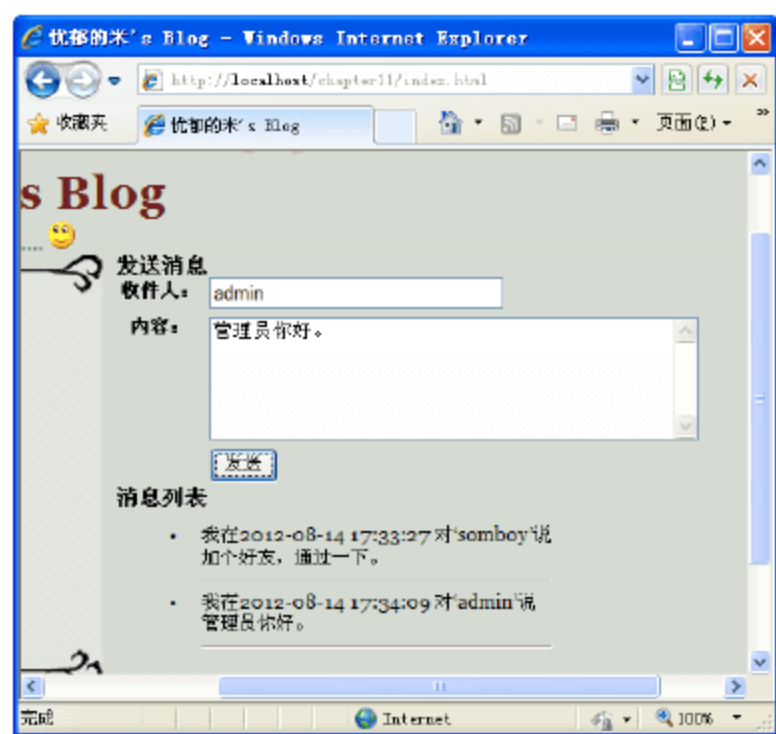 忧郁的米's Blog - Windows Internet Explorer
http://localhost/chapter11/index.html
收藏夹
忧郁的米's Blog
页面(P)
»
s Blog
....
发送消息
收件人：
admin
内容：
管理员你好。
发送
消息列表
• 我在2012-08-14 17:33:27 对'somboy'说
加个好友，通过一下。
• 我在2012-08-14 17:34:09 对'admin'说
管理员你好。
完成
Internet
100%